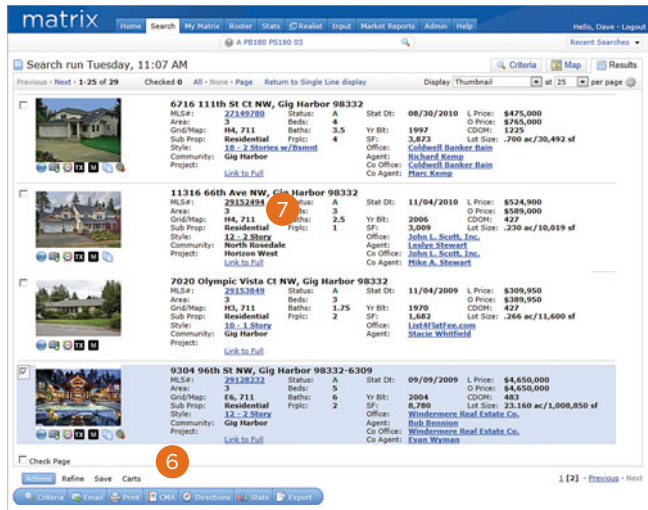 matrix Home Search My Matrix Roster Stats Realist Input Market Reports Admin Help Hello, Dave - Logout
A PB180 PS180 03 Recent Searches
Search run Tuesday, 11:07 AM Criteria Map Results
Previous - Next - 1-25 of 29 Checked 0 All - None - Page Return to Single Line display Display Thumbnail at 25 per page
6716 111th St Ct NW, Gig Harbor 98332
MLS#: 27149780 Status: A Stat Dt: 08/30/2010 L Price: $475,000
Area: 3 Beds: 4 O Price: $765,000
Grid/Map: H4, 711 Baths: 3.5 Yr Blt: 1997 CDOM: 1225
Sub Prop: Residential Frplc: 4 SF: 3,873 Lot Size: .700 ac/30,492 sf
Style: 18 - 2 Stories w/Bsmnt Office: Coldwell Banker Bain
Community: Gig Harbor Agent: Richard Kemp
Project: Co Office: Coldwell Banker Bain
Link to Full Co Agent: Marc Kemp
TX M
11316 66th Ave NW, Gig Harbor 98332
MLS#: 29152494 Status: A Stat Dt: 11/04/2010 L Price: $524,900
Area: 3 7 3 O Price: $589,000
Grid/Map: H4, 711 Baths: 2.5 Yr Blt: 2006 CDOM: 427
Sub Prop: Residential Frplc: 1 SF: 3,009 Lot Size: .230 ac/10,019 sf
Style: 12 - 2 Story Office: John L. Scott, Inc.
Community: North Rosedale Agent: Leslye Stewart
Project: Horizon West Co Office: John L. Scott, Inc.
Link to Full Co Agent: Mike A. Stewart
TX M
7020 Olympic Vista Ct NW, Gig Harbor 98332
MLS#: 29153849 Status: A Stat Dt: 11/04/2009 L Price: $309,950
Area: 3 Beds: 3 O Price: $389,950
Grid/Map: H3, 711 Baths: 1.75 Yr Blt: 1970 CDOM: 427
Sub Prop: Residential Frplc: 2 SF: 1,682 Lot Size: .266 ac/11,600 sf
Style: 10 - 1 Story Office: List4FlatFee.com
Community: Gig Harbor Agent: Stacie Whitfield
Project:
Link to Full
TX M
9304 96th St NW, Gig Harbor 98332-6309
MLS#: 29128232 Status: A Stat Dt: 09/09/2009 L Price: $4,650,000
Area: 3 Beds: 5 O Price: $4,650,000
Grid/Map: E6, 711 Baths: 6 Yr Blt: 2004 CDOM: 483
Sub Prop: Residential Frplc: 2 SF: 8,780 Lot Size: 23.160 ac/1,008,850 sf
Style: 12 - 2 Story Office: Windermere Real Estate Co.
Community: Gig Harbor Agent: Bob Bennion
Project: Co Office: Windermere Real Estate Co.
Link to Full Co Agent: Evan Wyman
TX M
Check Page 6
Actions Refine Save Carts 1 [2] - Previous - Next
Criteria Email Print CMA Directions Stats Export